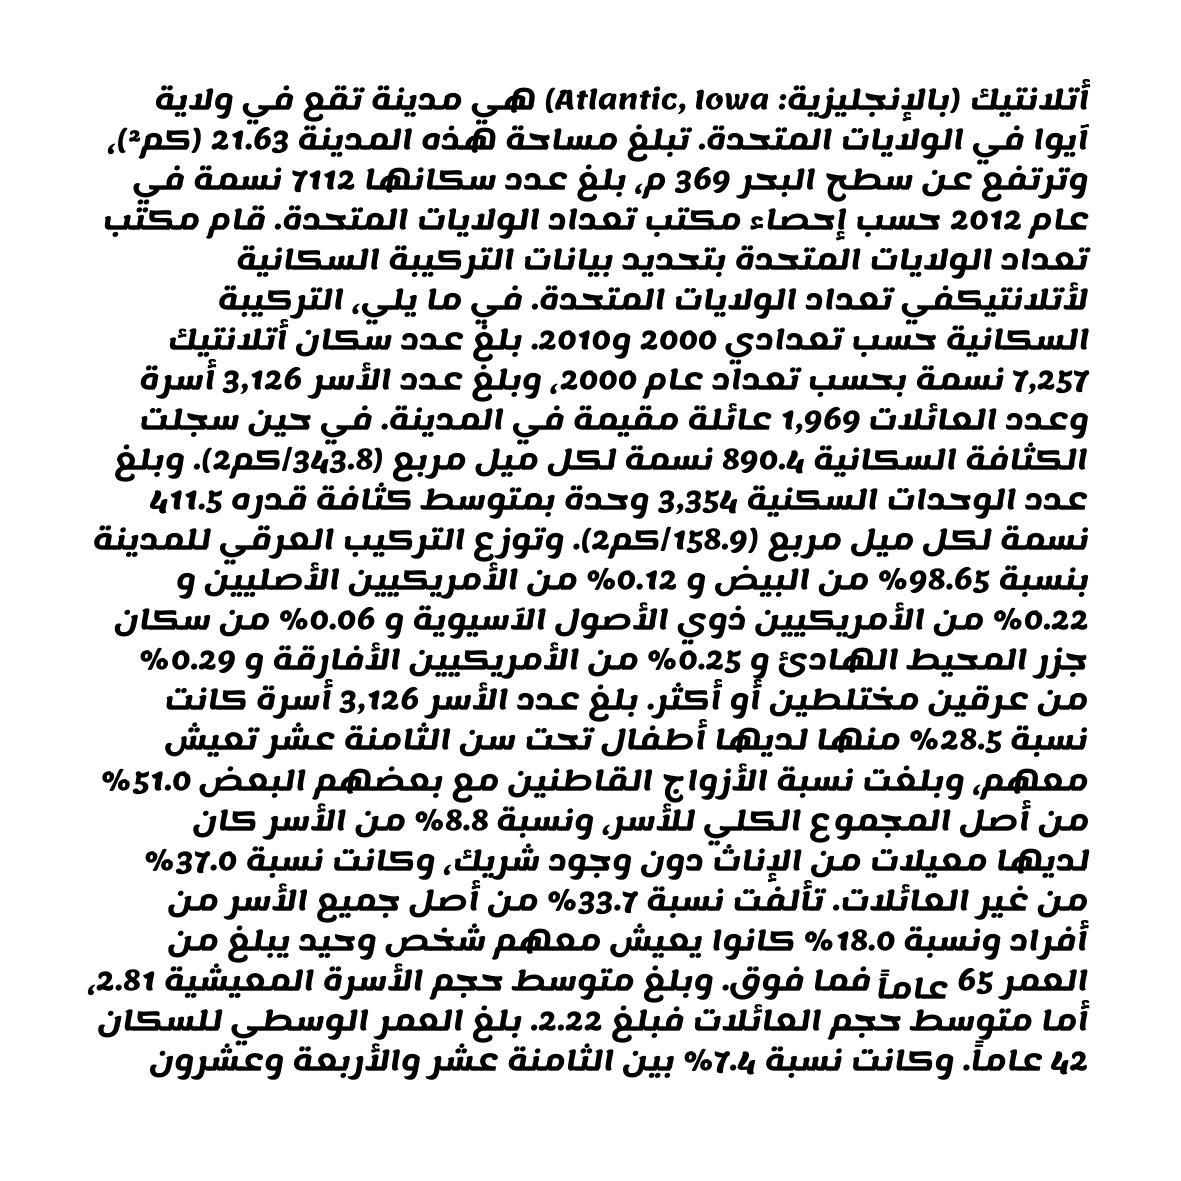 أتلانتيك (بالإنجليزية: Atlantic, Iowa) هي مدينة تقع في ولاية
آيوا في الولايات المتحدة. تبلغ مساحة هذه المدينة 21.63 (كم²)،
وترتفع عن سطح البحر 369 م، بلغ عدد سكانها 7112 نسمة في
عام 2012 حسب إحصاء مكتب تعداد الولايات المتحدة. قام مكتب
تعداد الولايات المتحدة بتحديد بيانات التركيبة السكانية
لأتلانتيكفي تعداد الولايات المتحدة. في ما يلي، التركيبة
السكانية حسب تعدادي 2000 و2010. بلغ عدد سكان أتلانتيك
7,257 نسمة بحسب تعداد عام 2000، وبلغ عدد الأسر 3,126 أسرة
وعدد العائلات 1,969 عائلة مقيمة في المدينة. في حين سجلت
الكثافة السكانية 890.4 نسمة لكل ميل مربع (343.8/كم2). وبلغ
عدد الوحدات السكنية 3,354 وحدة بمتوسط كثافة قدره 411.5
نسمة لكل ميل مربع (158.9/كم2). وتوزع التركيب العرقي للمدينة
بنسبة 98.65% من البيض و 0.12% من الأمريكيين الأصليين و
0.22% من الأمريكيين ذوي الأصول الآسيوية و 0.06% من سكان
جزر المحيط الهادئ و 0.25% من الأمريكيين الأفارقة و 0.29%
من عرقين مختلطين أو أكثر. بلغ عدد الأسر 3,126 أسرة كانت
نسبة 28.5% منها لديها أطفال تحت سن الثامنة عشر تعيش
معهم، وبلغت نسبة الأزواج القاطنين مع بعضهم البعض 51.0%
من أصل المجموع الكلي للأسر، ونسبة 8.8% من الأسر كان
لديها معيلات من الإناث دون وجود شريك، وكانت نسبة 37.0%
من غير العائلات. تألفت نسبة 33.7% من أصل جميع الأسر من
أفراد ونسبة 18.0% كانوا يعيش معهم شخص وحيد يبلغ من
العمر 65 عاماً فما فوق. وبلغ متوسط حجم الأسرة المعيشية 2.81،
أما متوسط حجم العائلات فبلغ 2.22. بلغ العمر الوسطي للسكان
42 عاماً. وكانت نسبة 7.4% بين الثامنة عشر والأربعة وعشرون